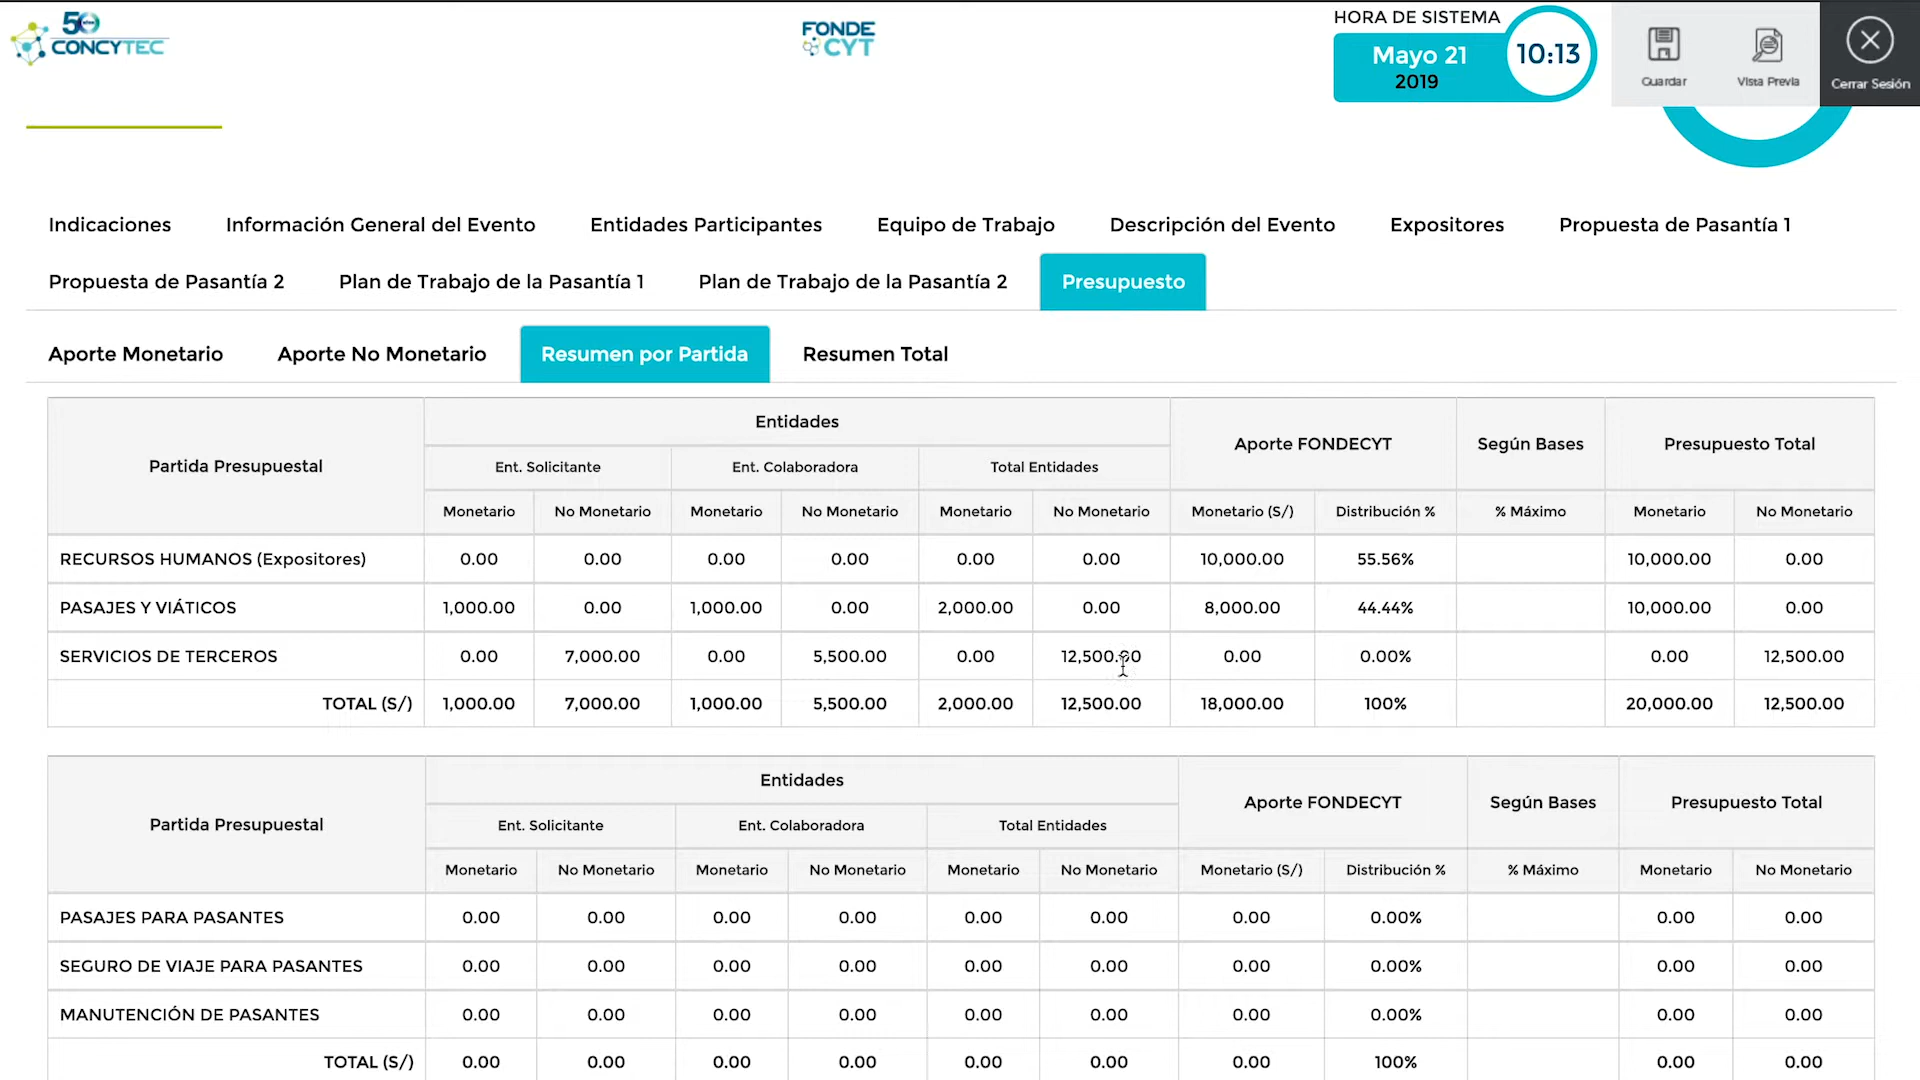 50 años
CONCYTEC
FONDE
CYT
HORA DE SISTEMA
Mayo 21
2019
10:13
Guardar
Vista Previa
Cerrar Sesión
Indicaciones Información General del Evento Entidades Participantes Equipo de Trabajo Descripción del Evento Expositores Propuesta de Pasantía 1
Propuesta de Pasantía 2 Plan de Trabajo de la Pasantía 1 Plan de Trabajo de la Pasantía 2 Presupuesto
Aporte Monetario Aporte No Monetario Resumen por Partida Resumen Total
Partida Presupuestal Entidades Aporte FONDECYT Según Bases Presupuesto Total
Ent. Solicitante Ent. Colaboradora Total Entidades
Monetario No Monetario Monetario No Monetario Monetario No Monetario Monetario (S/) Distribución % % Máximo Monetario No Monetario
RECURSOS HUMANOS (Expositores) 0.00 0.00 0.00 0.00 0.00 0.00 10,000.00 55.56% 10,000.00 0.00
PASAJES Y VIÁTICOS 1,000.00 0.00 1,000.00 0.00 2,000.00 0.00 8,000.00 44.44% 10,000.00 0.00
SERVICIOS DE TERCEROS 0.00 7,000.00 0.00 5,500.00 0.00 12,500.00 0.00 0.00% 0.00 12,500.00
TOTAL (S/) 1,000.00 7,000.00 1,000.00 5,500.00 2,000.00 12,500.00 18,000.00 100% 20,000.00 12,500.00
Partida Presupuestal Entidades Aporte FONDECYT Según Bases Presupuesto Total
Ent. Solicitante Ent. Colaboradora Total Entidades
Monetario No Monetario Monetario No Monetario Monetario No Monetario Monetario (S/) Distribución % % Máximo Monetario No Monetario
PASAJES PARA PASANTES 0.00 0.00 0.00 0.00 0.00 0.00 0.00 0.00% 0.00 0.00
SEGURO DE VIAJE PARA PASANTES 0.00 0.00 0.00 0.00 0.00 0.00 0.00 0.00% 0.00 0.00
MANUTENCIÓN DE PASANTES 0.00 0.00 0.00 0.00 0.00 0.00 0.00 0.00% 0.00 0.00
TOTAL (S/) 0.00 0.00 0.00 0.00 0.00 0.00 0.00 100% 0.00 0.00